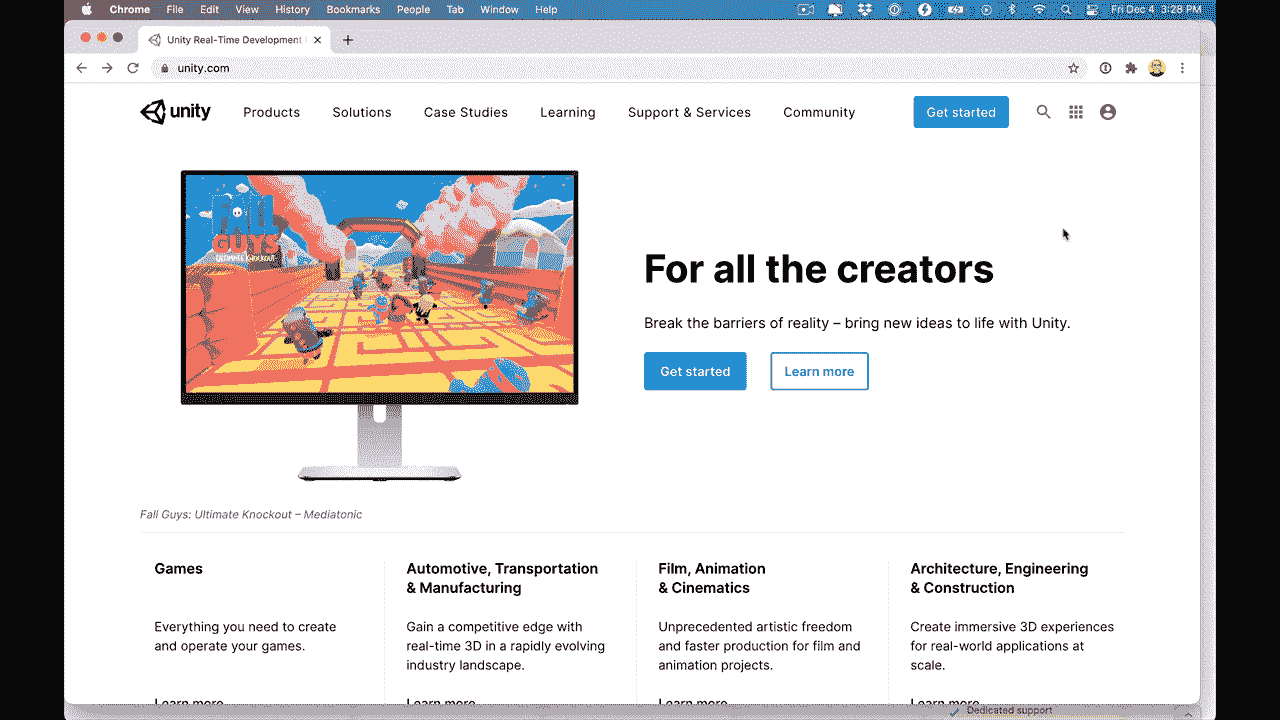 Chrome File Edit View History Bookmarks People Tab Window Help Fri Dec 4 3:28 PM
Unity Real-Time Development
unity.com
unity Products Solutions Case Studies Learning Support & Services Community Get started
FALL
GUYS
ULTIMATE KNOCKOUT
For all the creators
Break the barriers of reality – bring new ideas to life with Unity.
Get started Learn more
Fall Guys: Ultimate Knockout – Mediatonic
Games
Everything you need to create
and operate your games.
Learn more
Automotive, Transportation
& Manufacturing
Gain a competitive edge with
real-time 3D in a rapidly evolving
industry landscape.
Learn more
Film, Animation
& Cinematics
Unprecedented artistic freedom
and faster production for film and
animation projects.
Learn more
Architecture, Engineering
& Construction
Create immersive 3D experiences
for real-world applications at
scale.
Learn more
Dedicated support